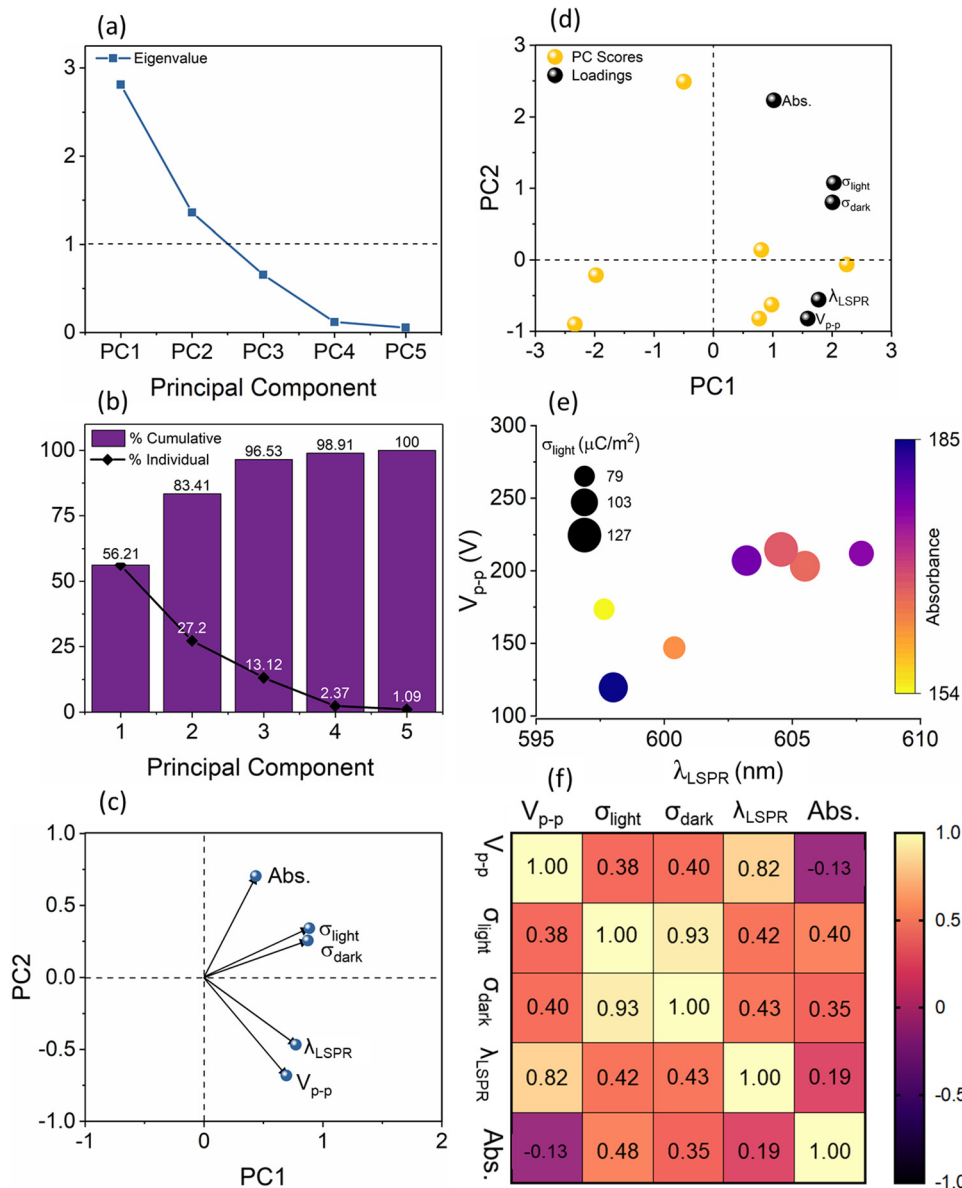 (a)
Eigenvalue
3
2
1
0
PC1 PC2 PC3 PC4 PC5
Principal Component
(b)
% Cumulative
% Individual
100
75
50
25
0
56.21
83.41
96.53
98.91
100
27.2
13.12
2.37
1.09
1 2 3 4 5
Principal Component
(c)
PC2
1.0
0.5
0.0
-0.5
-1.0
Abs.
σlight
σdark
λLSPR
Vp-p
-1 0 1 2
PC1
(d)
PC Scores
Loadings
PC2
3
2
1
0
-1
Abs.
σlight
σdark
λLSPR
Vp-p
-3 -2 -1 0 1 2 3
PC1
(e)
Vp-p (V)
300
250
200
150
100
σlight (μC/m²)
79
103
127
185
Absorbance
154
595 600 605 610
λLSPR (nm)
(f)
Vp-p σlight σdark λLSPR Abs.
Vp-p 1.00 0.38 0.40 0.82 -0.13
σlight 0.38 1.00 0.93 0.42 0.40
σdark 0.40 0.93 1.00 0.43 0.35
λLSPR 0.82 0.42 0.43 1.00 0.19
Abs. -0.13 0.48 0.35 0.19 1.00
1.0
0.5
0
-0.5
-1.0